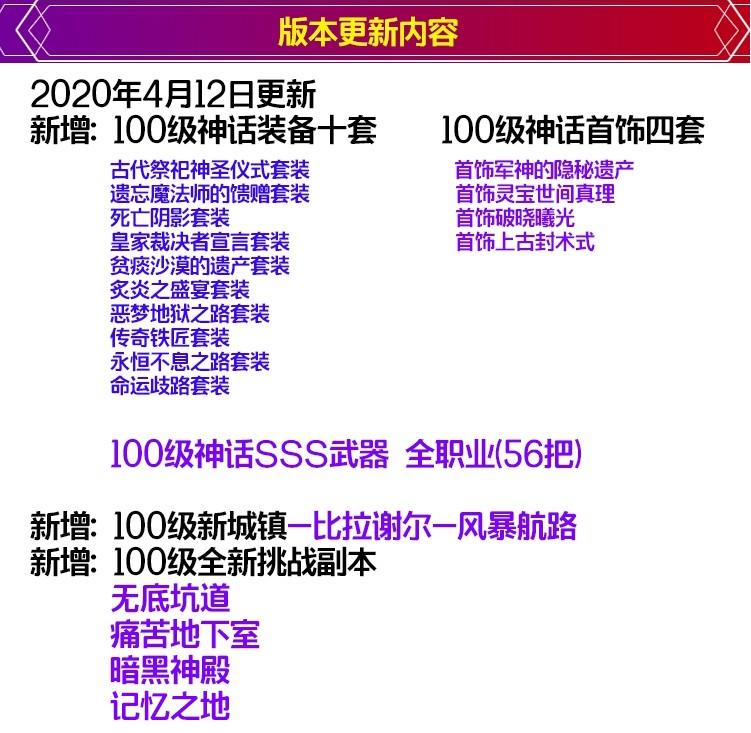 版本更新内容
2020年4月12日更新
新增: 100级神话装备十套
100级神话首饰四套
古代祭祀神圣仪式套装
遗忘魔法师的馈赠套装
死亡阴影套装
皇家裁决者宣言套装
贫瘠沙漠的遗产套装
炙炎之盛宴套装
恶梦地狱之路套装
传奇铁匠套装
永恒不息之路套装
命运歧路套装
首饰军神的隐秘遗产
首饰灵宝世间真理
首饰破晓曦光
首饰上古封术式
100级神话SSS武器 全职业(56把)
新增: 100级新城镇—比拉谢尔—风暴航路
新增: 100级全新挑战副本
无底坑道
痛苦地下室
暗黑神殿
记忆之地